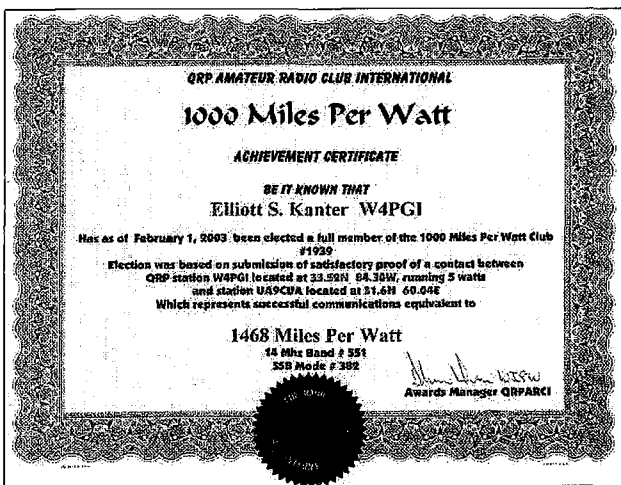 QRP AMATEUR RADIO CLUB INTERNATIONAL
1000 Miles Per Watt
ACHIEVEMENT CERTIFICATE
BE IT KNOWN THAT
Elliott S. Kanter W4PGI
Has as of February 1, 2003 been elected a full member of the 1000 Miles Per Watt Club
#1939
Election was based on submission of satisfactory proof of a contact between
QRP station W4PGI located at 33.59N 84.30W, running 5 watts
and station UA9CUA located at 51.6N 60.04E
Which represents successful communications equivalent to
1468 Miles Per Watt
14 Mhz Band # 551
SSB Mode # 382
Awards Manager QRPARCI